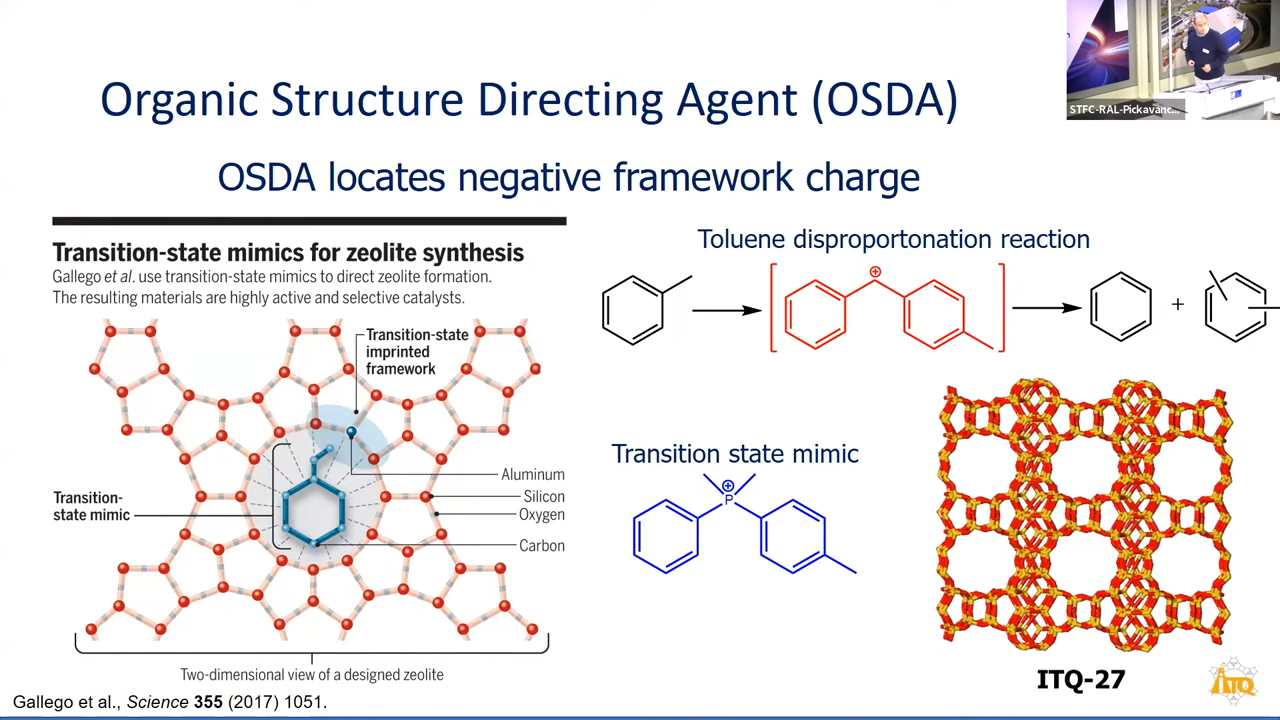 STFC-RAL-Pickavanc...
Organic Structure Directing Agent (OSDA)
OSDA locates negative framework charge
Transition-state mimics for zeolite synthesis
Gallego et al. use transition-state mimics to direct zeolite formation.
The resulting materials are highly active and selective catalysts.
Transition-state
imprinted
framework
Aluminum
Silicon
Oxygen
Carbon
Transition-
state mimic
Two-dimensional view of a designed zeolite
Gallego et al., Science 355 (2017) 1051.
Toluene disproportonation reaction
⊕
+
Transition state mimic
⊕
P
ITQ-27
iTQ